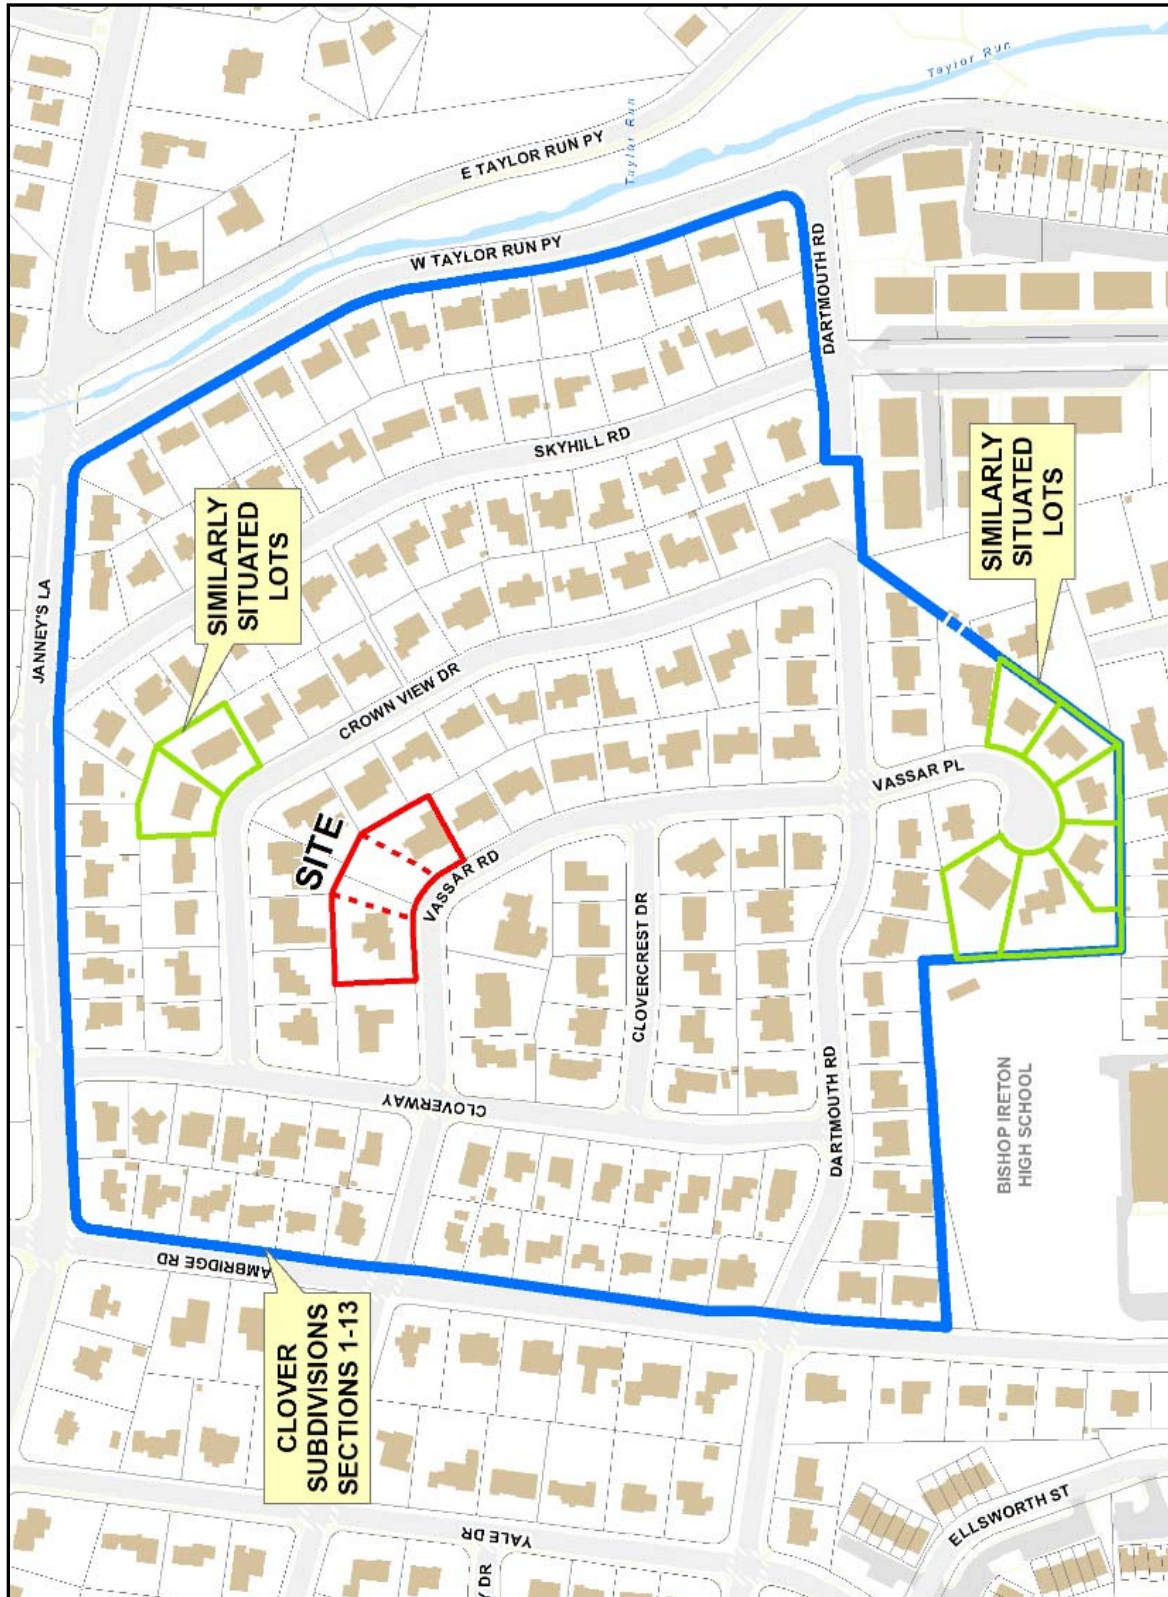 Taylor Run
E TAYLOR RUN PY
Taylor Run
W TAYLOR RUN PY
DARTMOUTH RD
SKYHILL RD
SIMILARLY
SITUATED
LOTS
SIMILARLY
SITUATED
LOTS
JANNEY'S LA
CROWN VIEW DR
VASSAR PL
SITE
VASSAR RD
CLOVERCREST DR
DARTMOUTH RD
CLOVERWAY
BISHOP IRETON
HIGH SCHOOL
AMBRIDGE RD
CLOVER
SUBDIVISIONS
SECTIONS 1-13
YALE DR
Y DR
ELLSWORTH ST